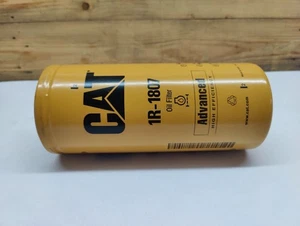 CAT
1R-1807
Oil Filter
Advanced
HIGH EFFICIENCY